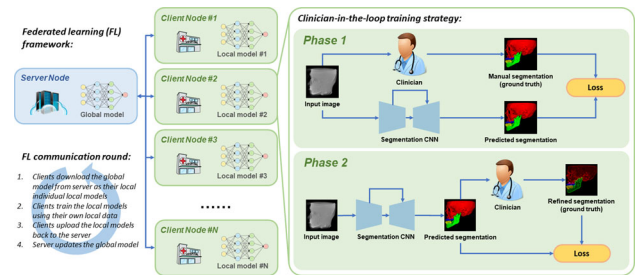 Federated learning (FL)
framework:
Server Node
Global model
FL communication round:
1. Clients download the global
model from server as their local
individual local models
2. Clients train the local models
using their own local data
3. Clients upload the local models
back to the server
4. Server updates the global model
Client Node #1
Local model #1
Client Node #2
Local model #2
Client Node #3
Local model #3
......
Client Node #N
Local model #N
Clinician-in-the-loop training strategy:
Phase 1
Input image
Clinician
Manual segmentation
(ground truth)
Loss
Segmentation CNN
Predicted segmentation
Phase 2
Input image
Segmentation CNN
Predicted segmentation
Clinician
Refined segmentation
(ground truth)
Loss